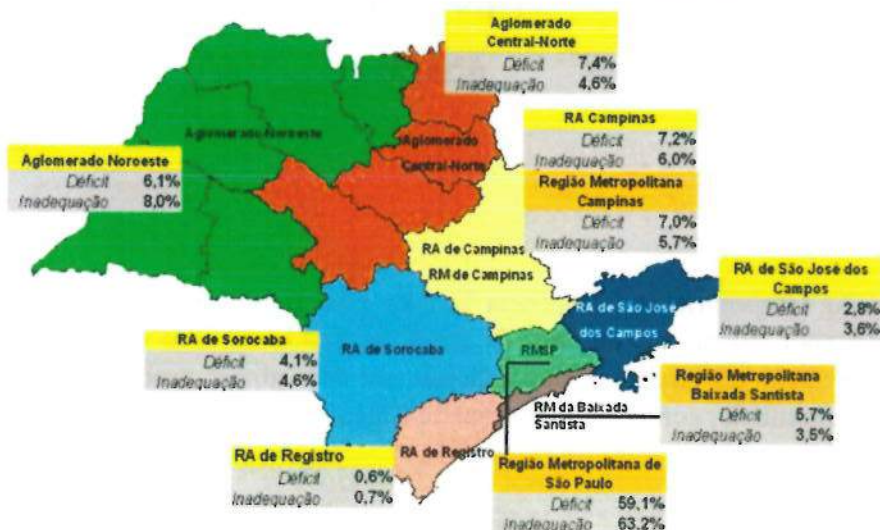 Aglomerado
Central-Norte
Déficit 7,4%
Inadequação 4,6%
RA Campinas
Déficit 7,2%
Inadequação 6,0%
Região Metropolitana
Campinas
Déficit 7,0%
Inadequação 5,7%
Aglomerado Noroeste
Déficit 6,1%
Inadequação 8,0%
Aglomerado Noroeste
Aglomerado
Central-Norte
RA de Campinas
RM de Campinas
RA de São José dos
Campos
Déficit 2,8%
Inadequação 3,6%
RA de São José
dos Campos
RA de Sorocaba
Déficit 4,1%
Inadequação 4,6%
RA de Sorocaba
RMSP
Região Metropolitana
Baixada Santista
Déficit 5,7%
Inadequação 3,5%
RM da Baixada
Santista
RA de Registro
Déficit 0,6%
Inadequação 0,7%
RA de Registro
Região Metropolitana de
São Paulo
Déficit 59,1%
Inadequação 63,2%